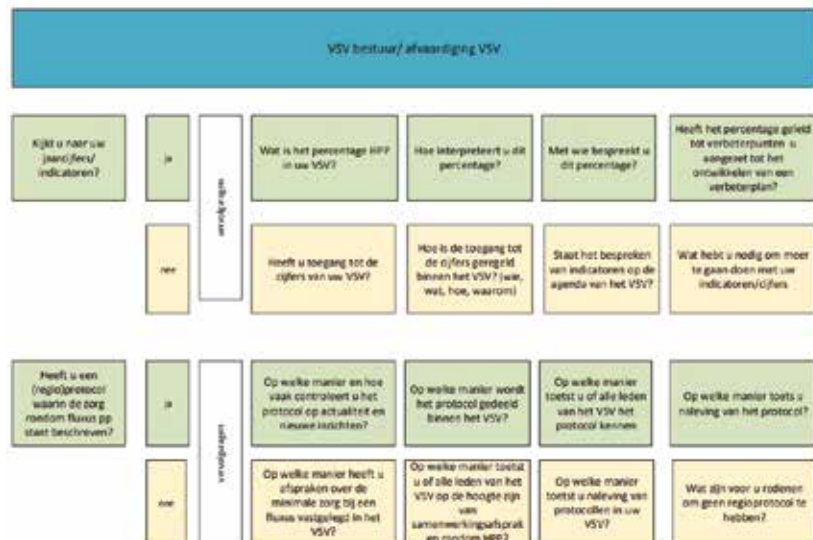 VSV bestuur/ afvaardiging VSV
Kijkt u naar uw
jaarcijfers/
indicatoren?
ja
vervolgvragen
Wat is het percentage HPP
in uw VSV?
Hoe interpreteert u dit
percentage?
Met wie bespreekt u
dit percentage?
Heeft het percentage geleid
tot verbeterpunten u
aangezet tot het
ontwikkelen van een
verbeterplan?
nee
Heeft u toegang tot de
cijfers van uw VSV?
Hoe is de toegang tot
de cijfers geregeld
binnen het VSV? (wie,
wat, hoe, waarom)
Staat het bespreken
van indicatoren op de
agenda van het VSV?
Wat hebt u nodig om meer
te gaan doen met uw
indicatoren/cijfers
Heeft u een
(regio)protocol
waarin de zorg
rondom fluxus pp
staat beschreven?
ja
vervolgvragen
Op welke manier en hoe
vaak controleert u het
protocol op actualiteit en
nieuwe inzichten?
Op welke manier wordt
het protocol gedeeld
binnen het VSV?
Op welke manier
toetst u of alle leden
van het VSV het
protocol kennen
Op welke manier toets u
naleving van het protocol?
nee
Op welke manier heeft u
afspraken over de
minimale zorg bij een
fluxus vastgelegd in het
VSV?
Op welke manier toetst
u of alle leden van het
VSV op de hoogte zijn
van
samenwerkingsafsprak
en rondom HPP?
Op welke manier
toetst u naleving van
protocollen in uw
VSV?
Wat zijn voor u redenen
om geen regioprotocol te
hebben?